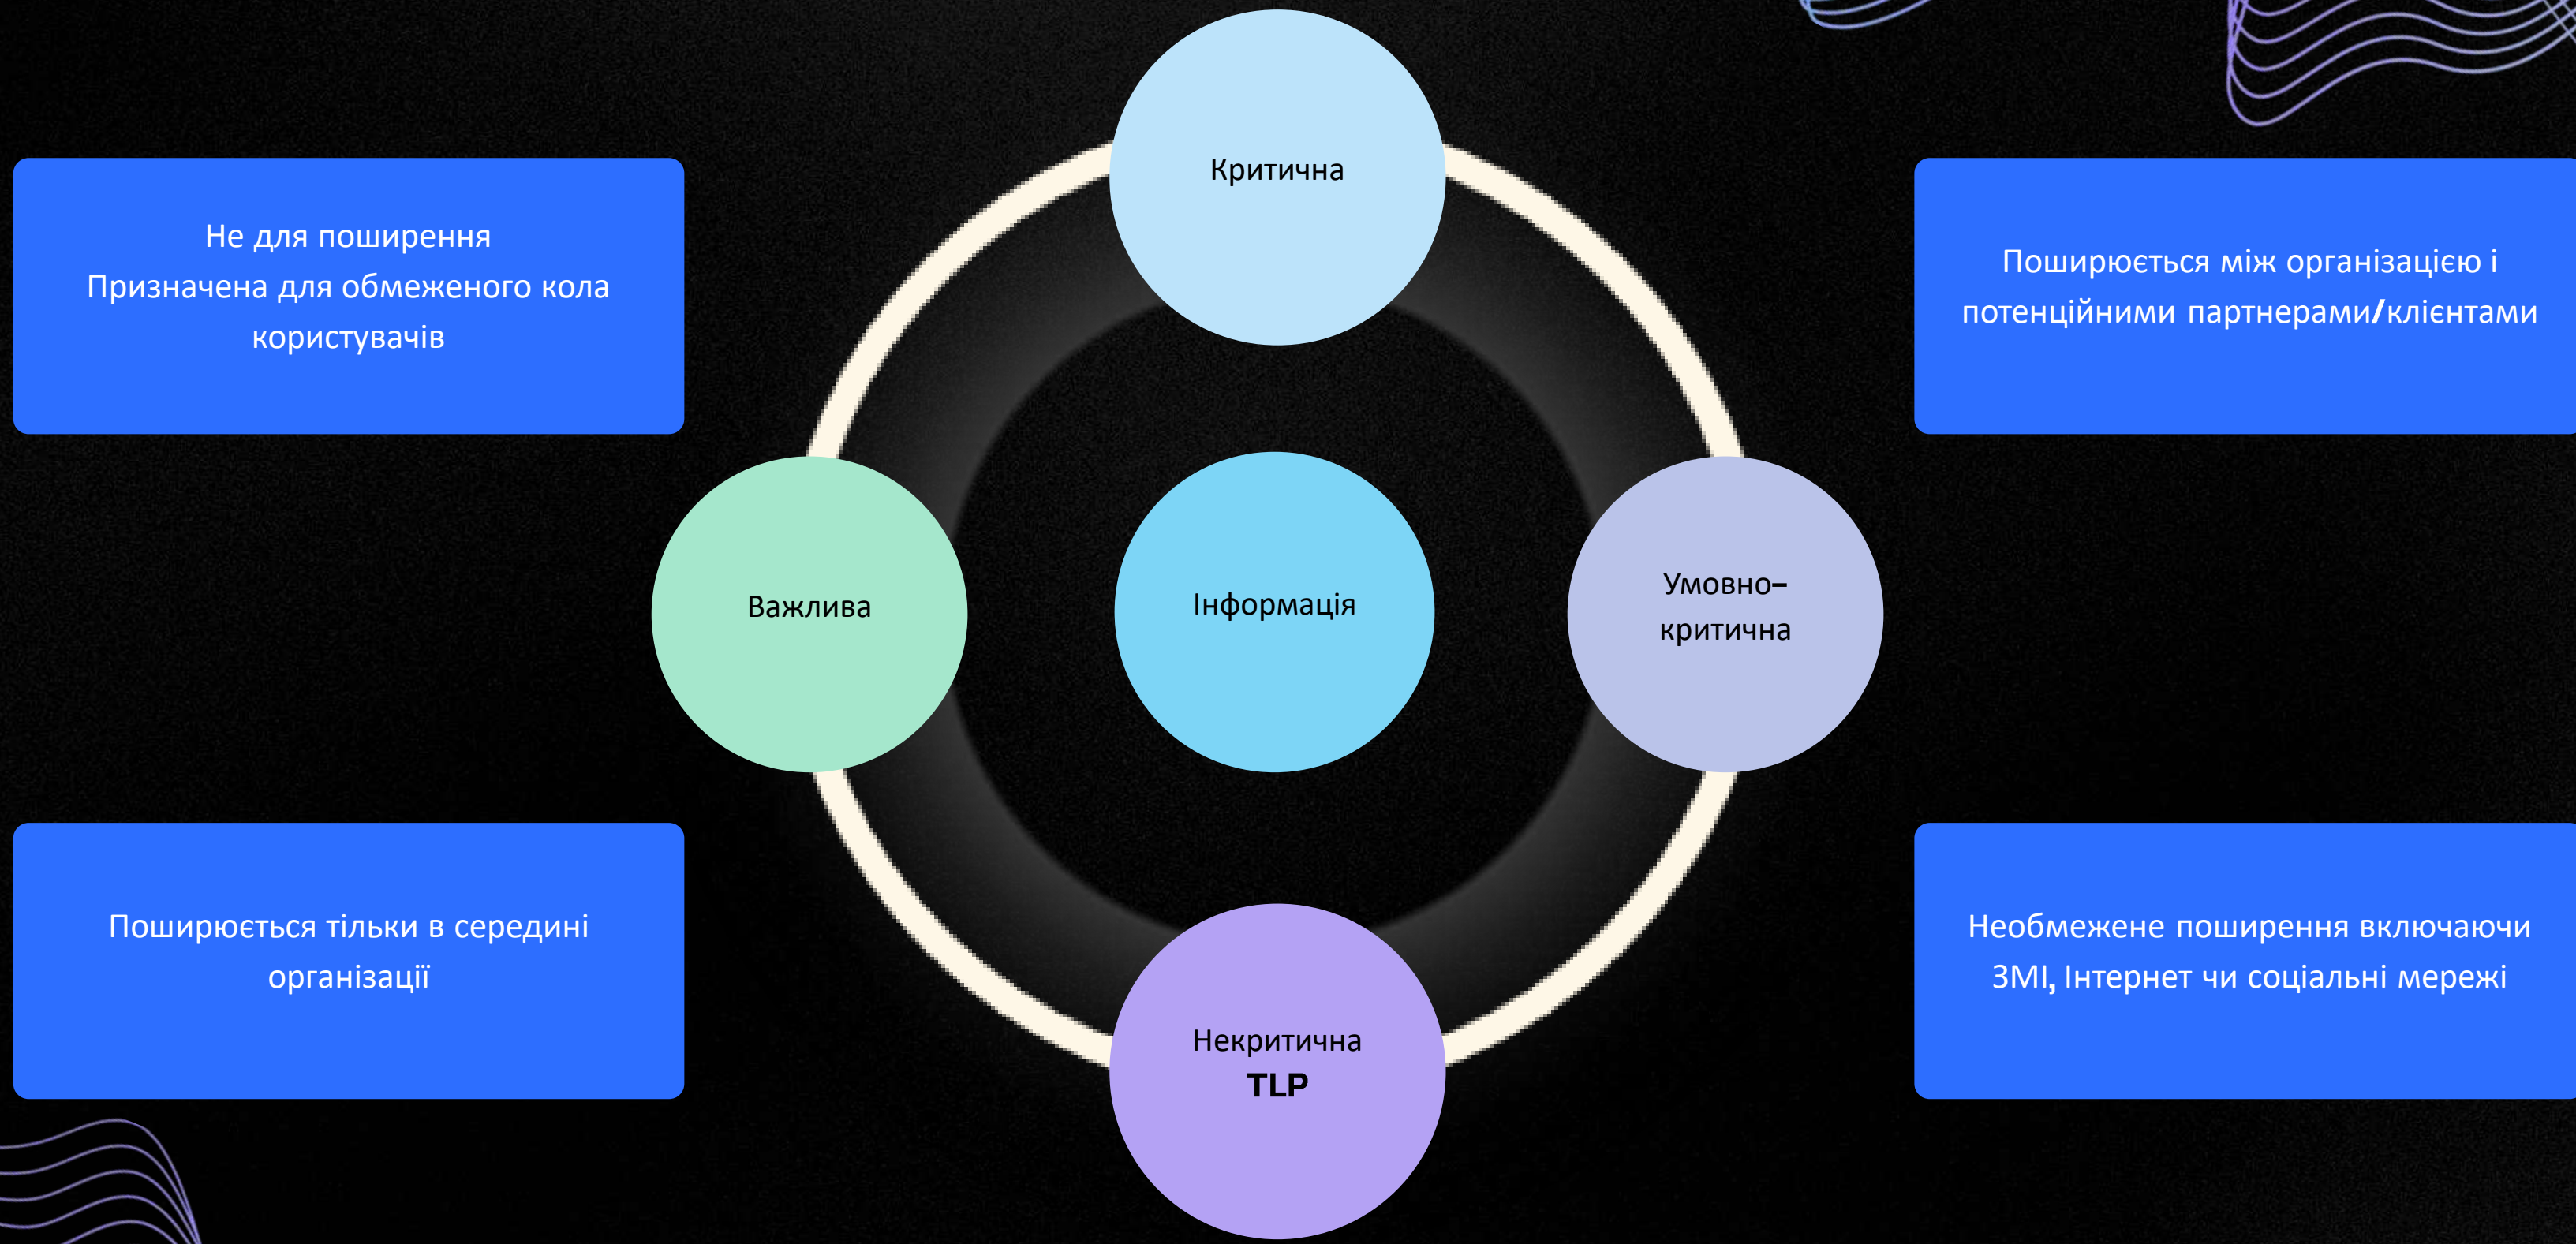 Критична
Не для поширення
Призначена для обмеженого кола
користувачів
Поширюється між організацією і
потенційними партнерами/клієнтами
Важлива
Інформація
Умовно–
критична
Поширюється тільки в середині
організації
Необмежене поширення включаючи
ЗМІ, Інтернет чи соціальні мережі
Некритична
TLP